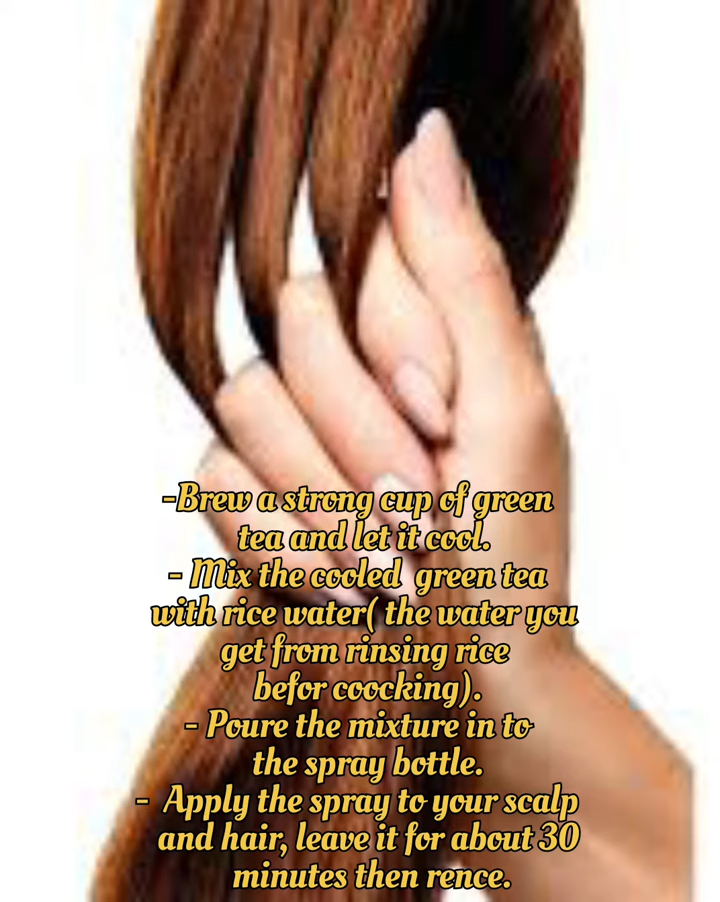 -Brew a strong cup of green
tea and let it cool.
- Mix the cooled green tea
with rice water( the water you
get from rinsing rice
befor coocking).
- Poure the mixture in to
the spray bottle.
- Apply the spray to your scalp
and hair, leave it for about 30
minutes then rence.